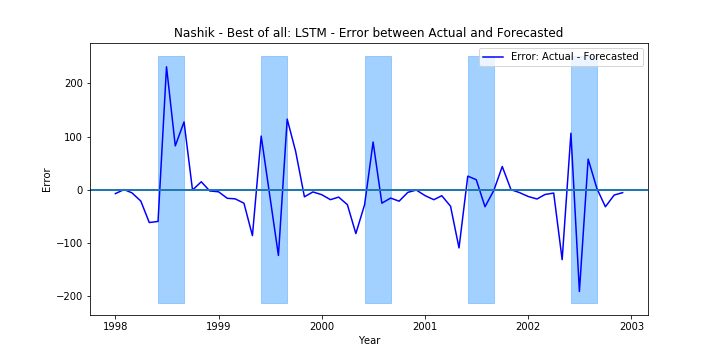 Nashik - Best of all: LSTM - Error between Actual and Forecasted
Error: Actual - Forecasted
200
100
0
−100
−200
Error
1998
1999
2000
2001
2002
2003
Year